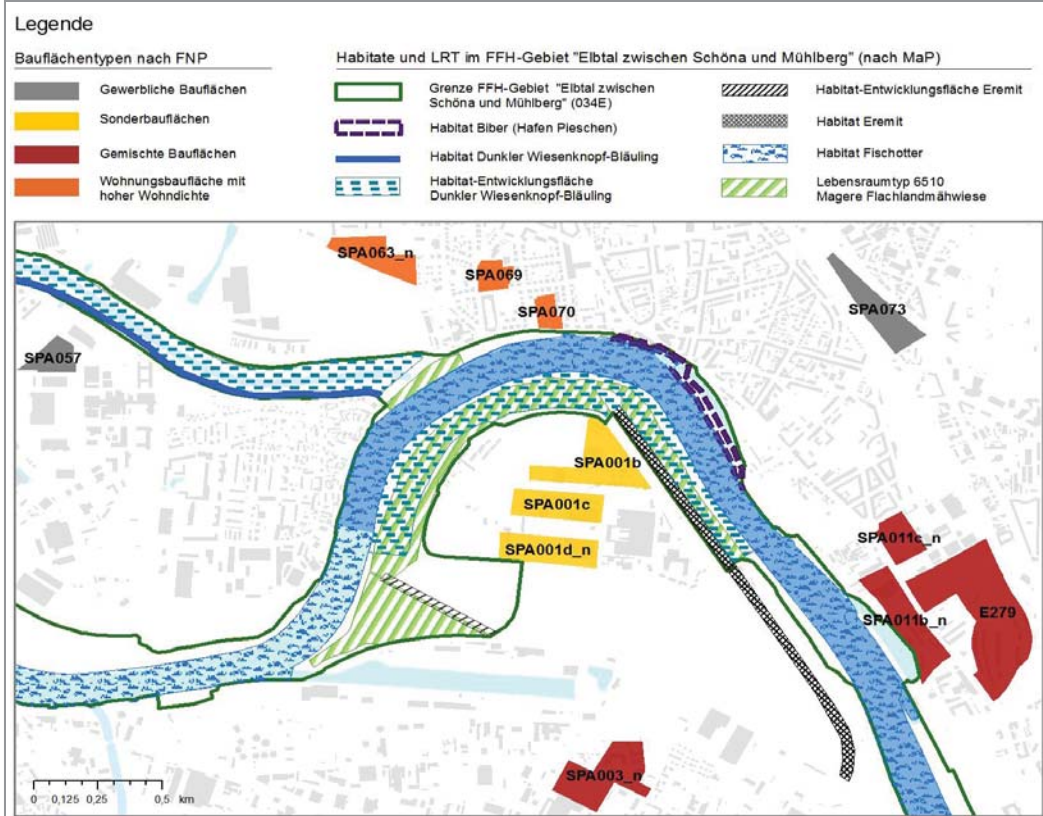 Legende
Bauflächentypen nach FNP
Gewerbliche Bauflächen
Sonderbauflächen
Gemischte Bauflächen
Wohnungsbaufläche mit
hoher Wohndichte
Habitate und LRT im FFH-Gebiet "Elbtal zwischen Schöna und Mühlberg" (nach MaP)
Grenze FFH-Gebiet "Elbtal zwischen
Schöna und Mühlberg" (034E)
Habitat Biber (Hafen Pieschen)
Habitat Dunkler Wiesenknopf-Bläuling
Habitat-Entwicklungsfläche
Dunkler Wiesenknopf-Bläuling
Habitat-Entwicklungsfläche Eremit
Habitat Eremit
Habitat Fischotter
Lebensraumtyp 6510
Magere Flachlandmähwiese
SPA063_n
SPA069
SPA070
SPA073
SPA057
SPA001b
SPA001c
SPA001d_n
SPA011c_n
SPA011b_n
E279
SPA003_n
0 0,125 0,25 0,5 km